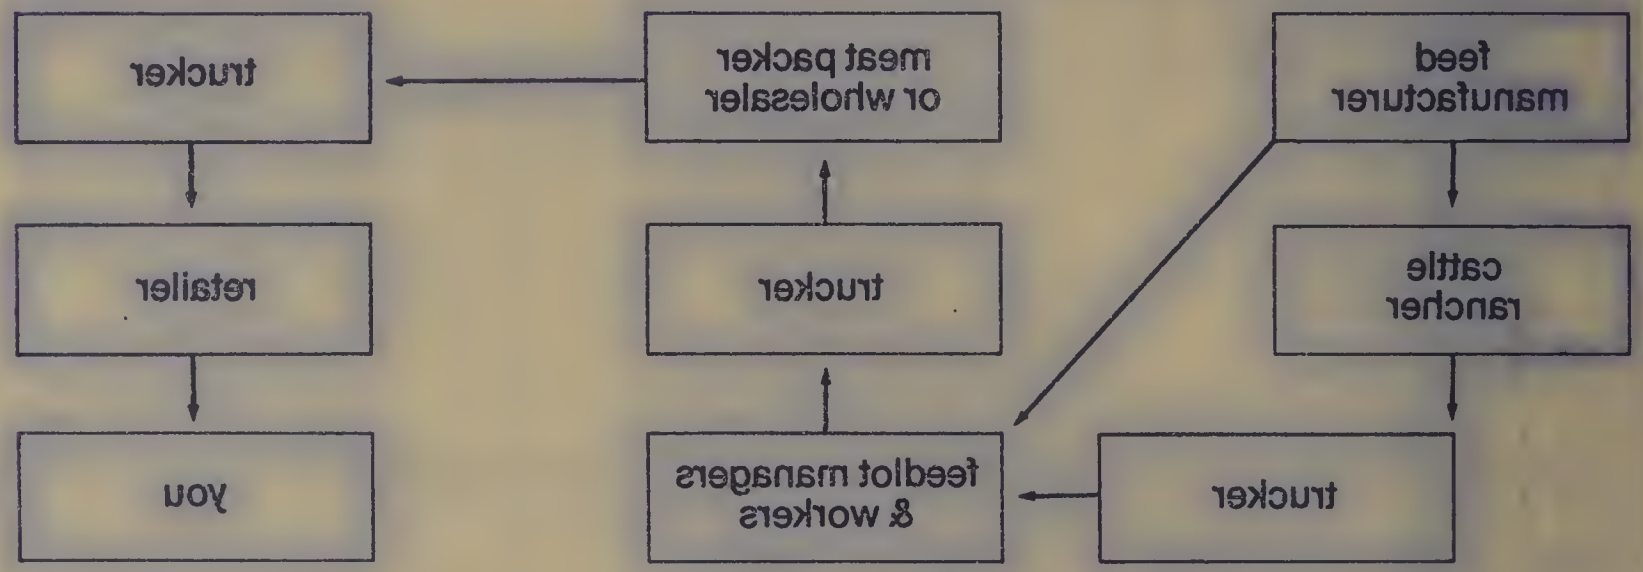 feed
manufacturer
cattle
rancher
trucker
feedlot managers
& workers
trucker
meat packer
or wholesaler
trucker
retailer
you